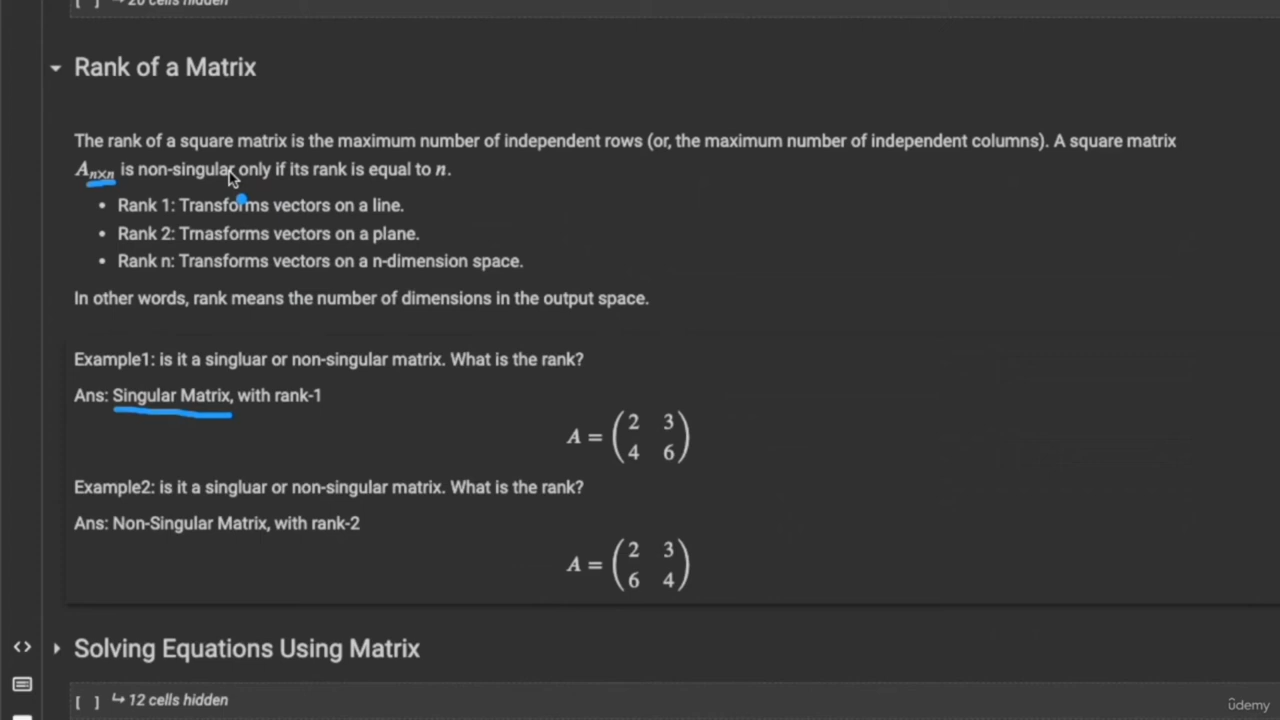 [ ] ↳ 20 cells hidden
Rank of a Matrix
The rank of a square matrix is the maximum number of independent rows (or, the maximum number of independent columns). A square matrix
Aₙₓₙ is non-singular only if its rank is equal to n.
• Rank 1: Transforms vectors on a line.
• Rank 2: Trnasforms vectors on a plane.
• Rank n: Transforms vectors on a n-dimension space.
In other words, rank means the number of dimensions in the output space.
Example1: is it a singluar or non-singular matrix. What is the rank?
Ans: Singular Matrix, with rank-1
A = (2 3
4 6)
Example2: is it a singluar or non-singular matrix. What is the rank?
Ans: Non-Singular Matrix, with rank-2
A = (2 3
6 4)
Solving Equations Using Matrix
[ ] ↳ 12 cells hidden
ûdemy